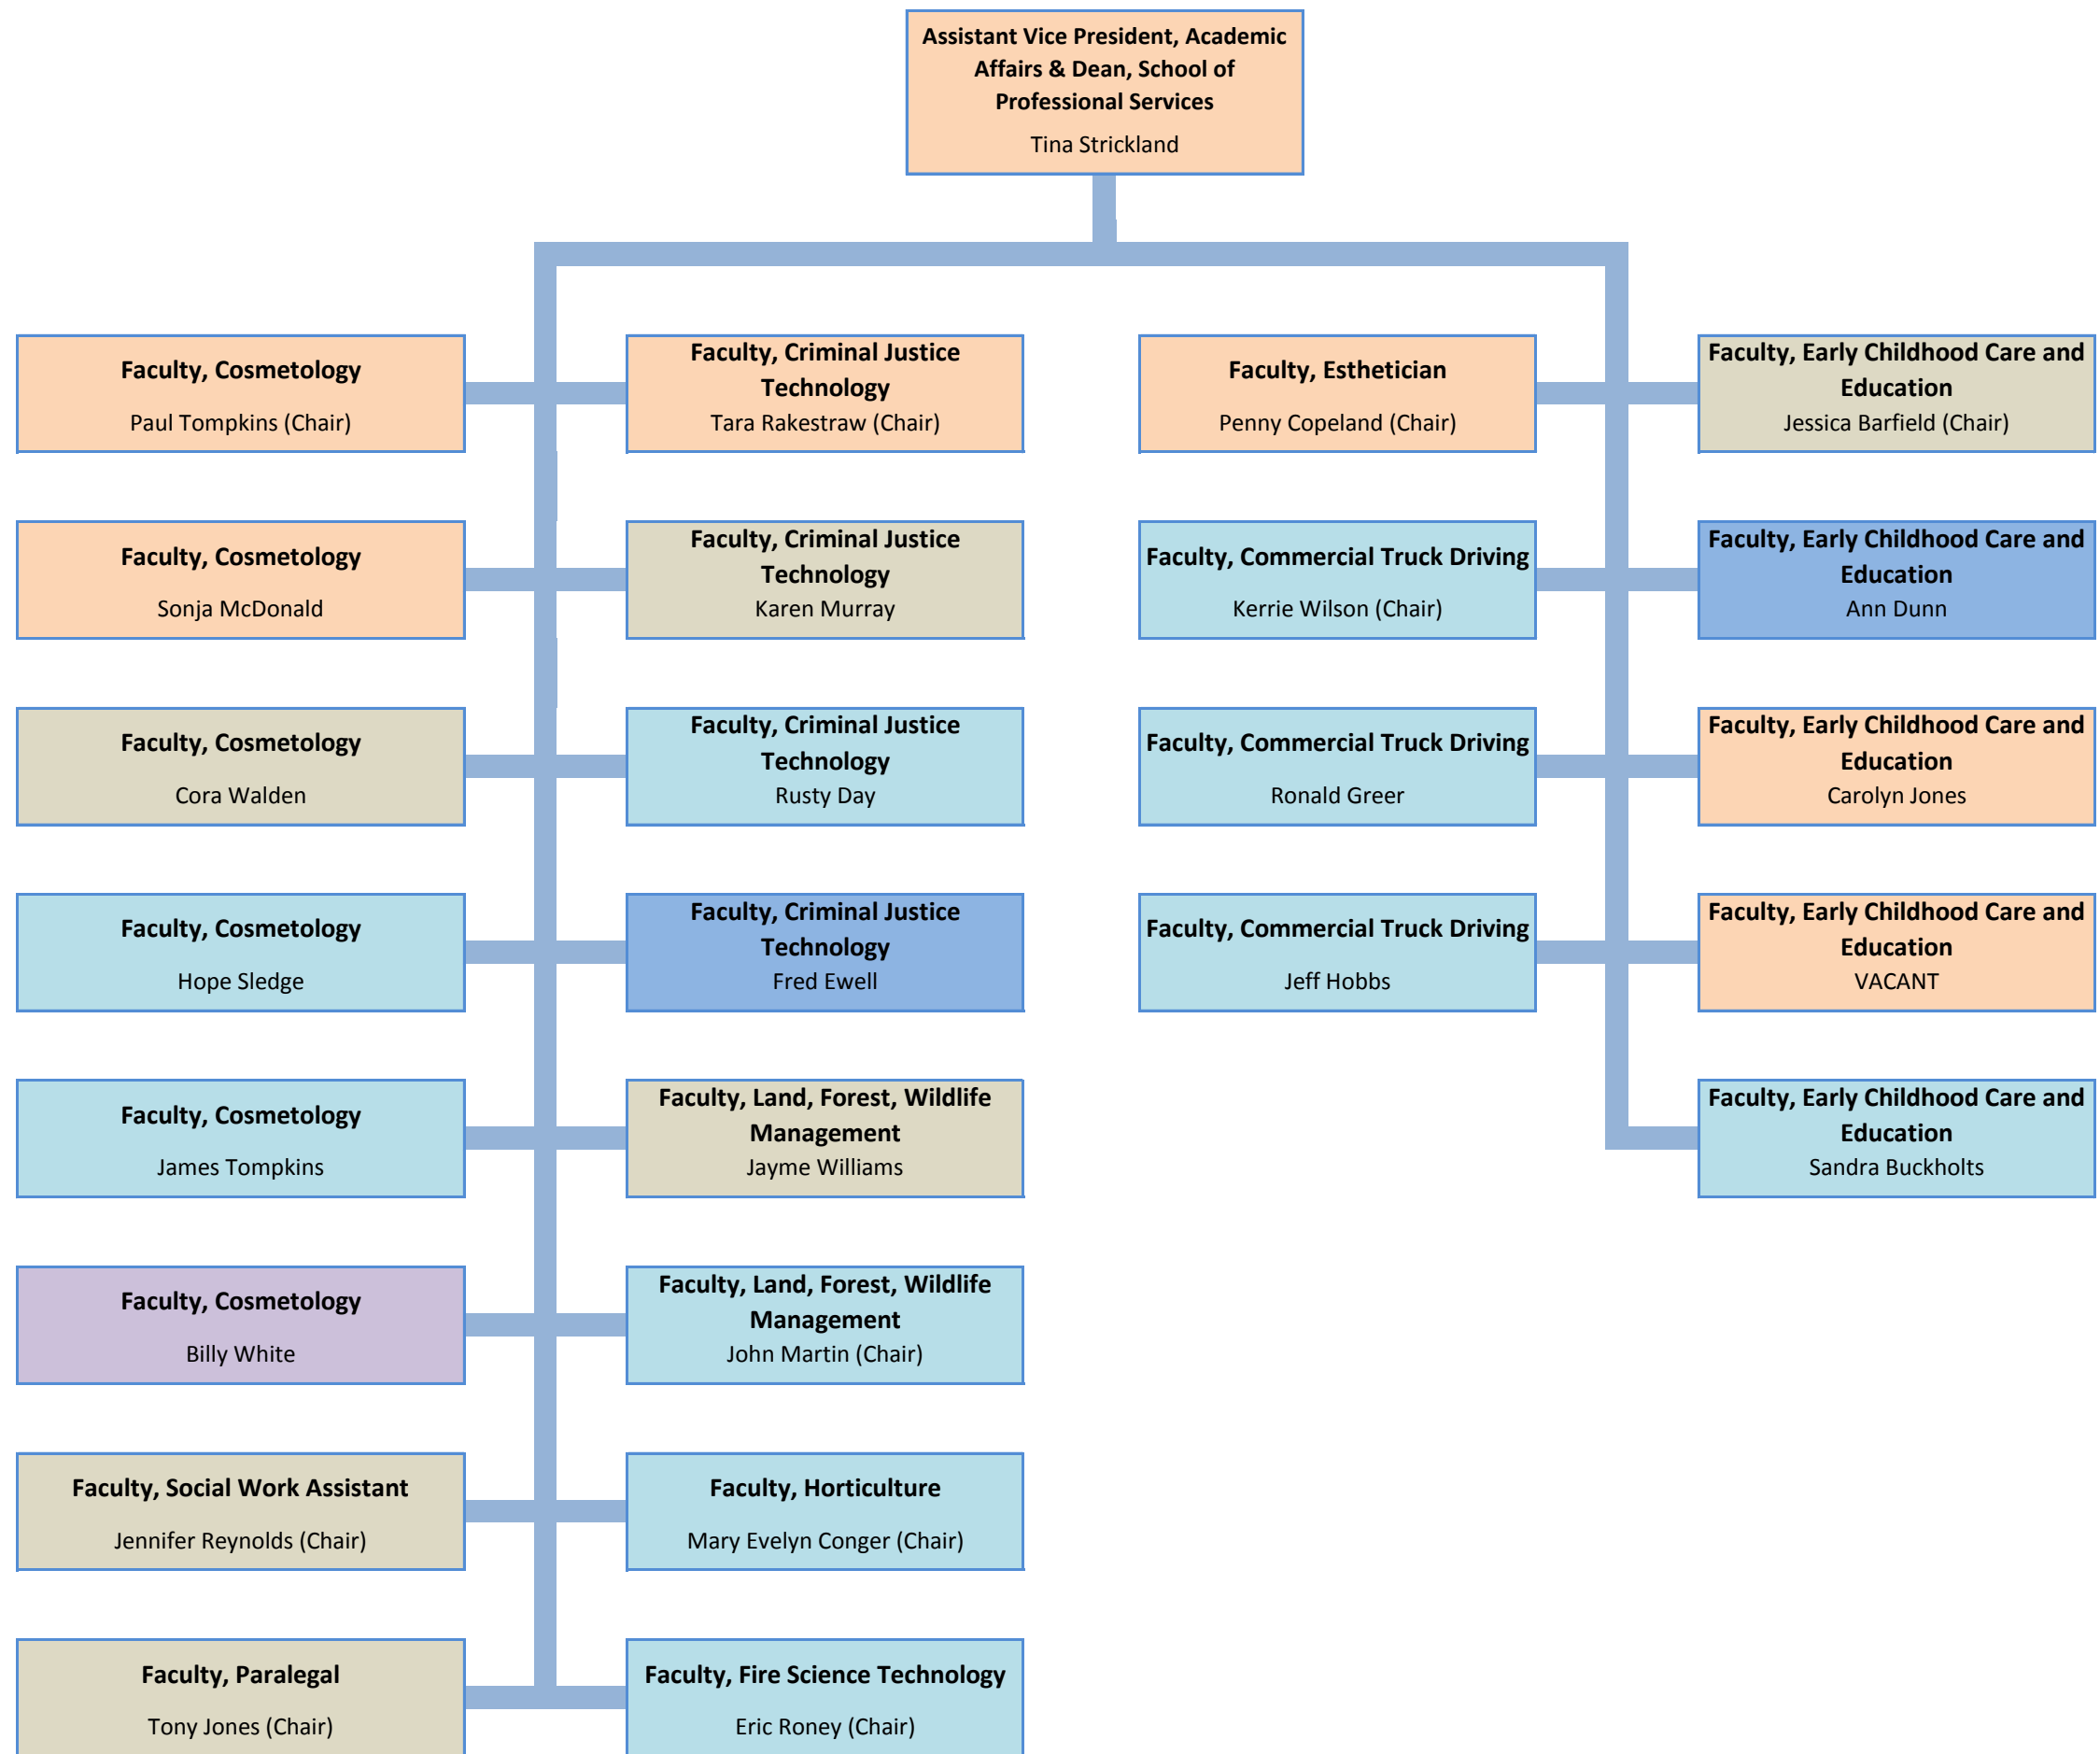 Assistant Vice President, Academic
Affairs & Dean, School of
Professional Services
Tina Strickland
Faculty, Cosmetology
Paul Tompkins (Chair)
Faculty, Criminal Justice
Technology
Tara Rakestraw (Chair)
Faculty, Esthetician
Penny Copeland (Chair)
Faculty, Early Childhood Care and
Education
Jessica Barfield (Chair)
Faculty, Cosmetology
Sonja McDonald
Faculty, Criminal Justice
Technology
Karen Murray
Faculty, Commercial Truck Driving
Kerrie Wilson (Chair)
Faculty, Early Childhood Care and
Education
Ann Dunn
Faculty, Cosmetology
Cora Walden
Faculty, Criminal Justice
Technology
Rusty Day
Faculty, Commercial Truck Driving
Ronald Greer
Faculty, Early Childhood Care and
Education
Carolyn Jones
Faculty, Cosmetology
Hope Sledge
Faculty, Criminal Justice
Technology
Fred Ewell
Faculty, Commercial Truck Driving
Jeff Hobbs
Faculty, Early Childhood Care and
Education
VACANT
Faculty, Cosmetology
James Tompkins
Faculty, Land, Forest, Wildlife
Management
Jayme Williams
Faculty, Early Childhood Care and
Education
Sandra Buckholts
Faculty, Cosmetology
Billy White
Faculty, Land, Forest, Wildlife
Management
John Martin (Chair)
Faculty, Social Work Assistant
Jennifer Reynolds (Chair)
Faculty, Horticulture
Mary Evelyn Conger (Chair)
Faculty, Paralegal
Tony Jones (Chair)
Faculty, Fire Science Technology
Eric Roney (Chair)